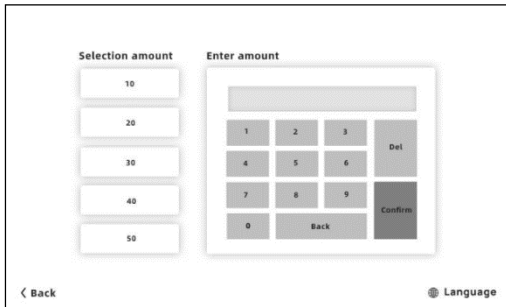 Selection amount
10
20
30
40
50
Enter amount
1 2 3
Del
4 5 6
7 8 9
Confirm
0 Back
Back
Language